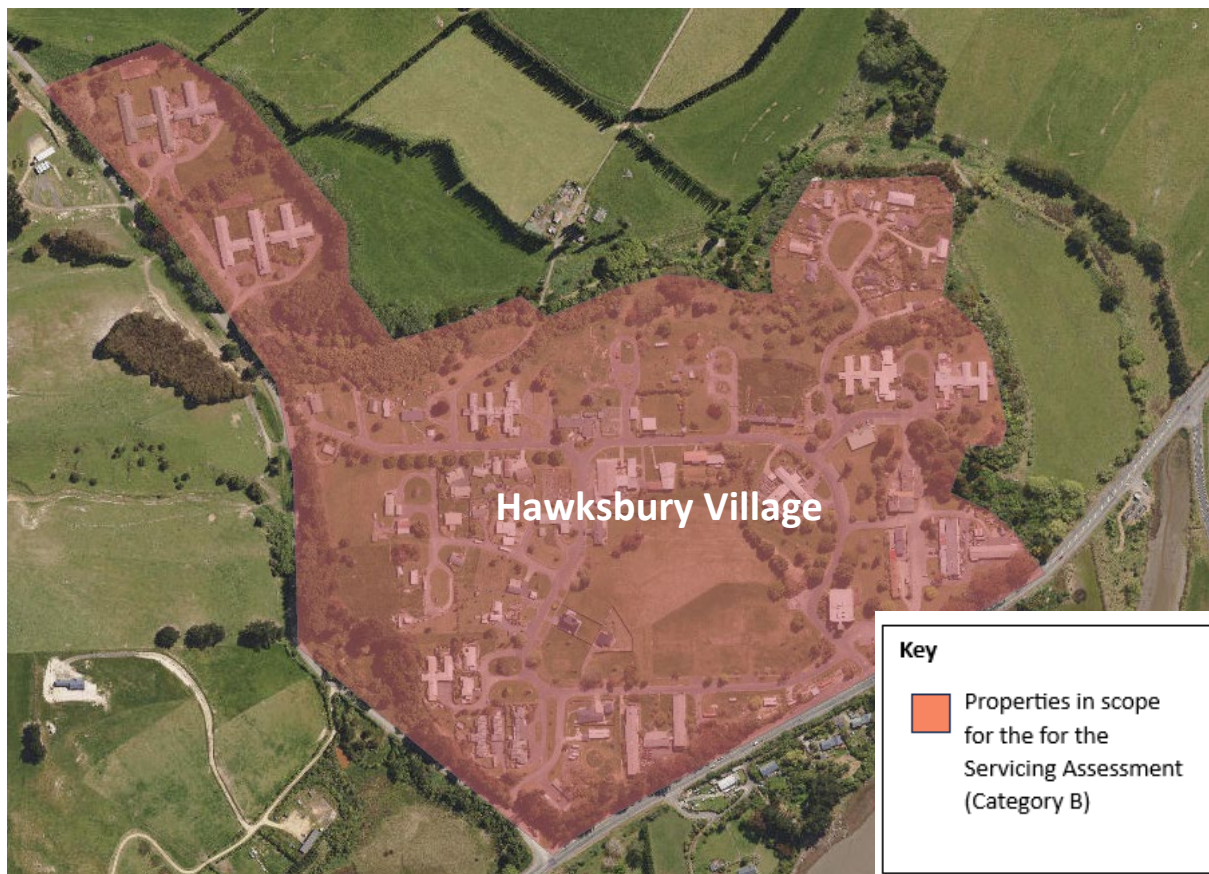 Hawksbury Village
Key
Properties in scope
for the for the
Servicing Assessment
(Category B)